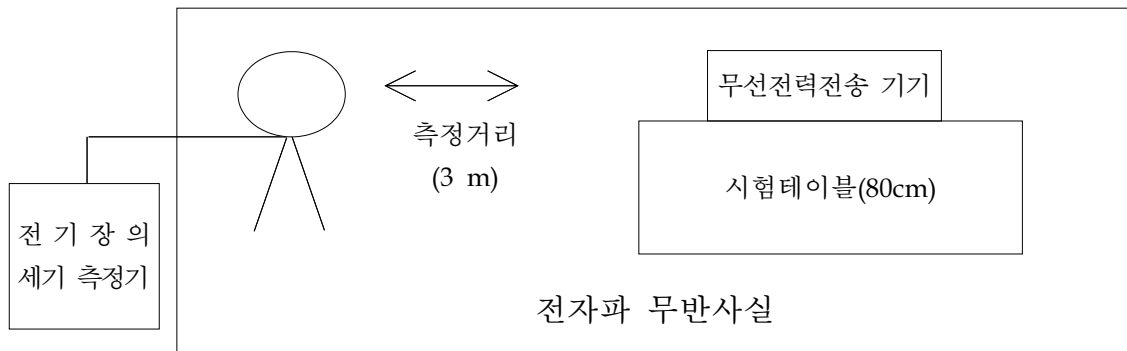 무선전력전송 기기
측정거리
(3 m)
시험테이블(80cm)
전 기 장 의
세기 측정기
전자파 무반사실